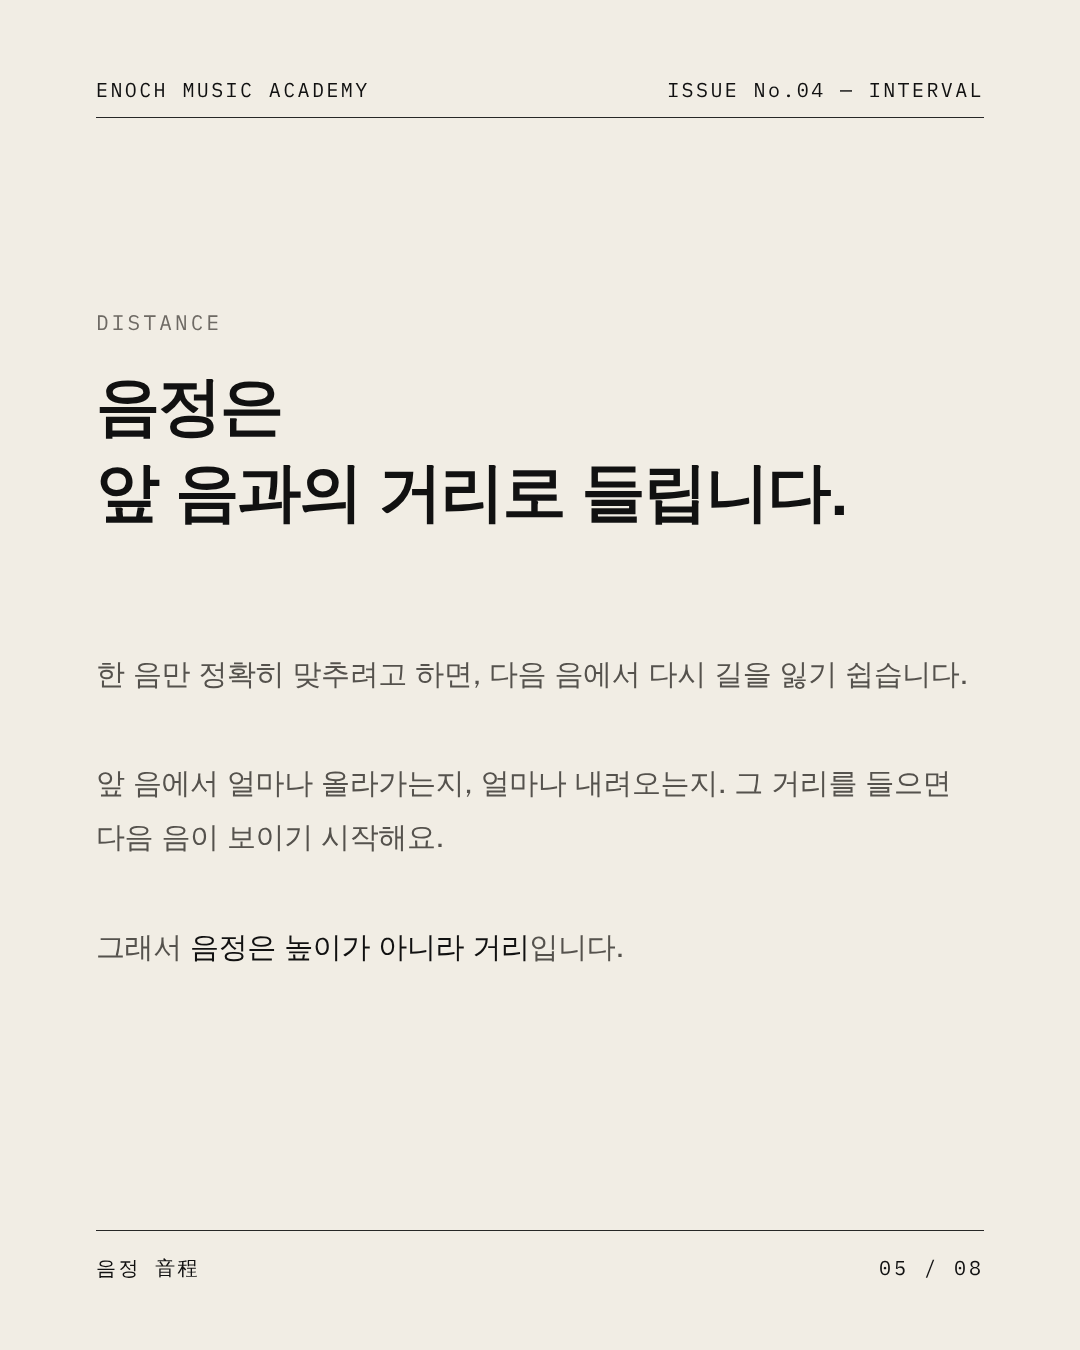 ENOCH MUSIC ACADEMY
ISSUE No.04 — INTERVAL
DISTANCE
음정은
앞 음과의 거리로 들립니다.
한 음만 정확히 맞추려고 하면, 다음 음에서 다시 길을 잃기 쉽습니다.
앞 음에서 얼마나 올라가는지, 얼마나 내려오는지. 그 거리를 들으면
다음 음이 보이기 시작해요.
그래서 음정은 높이가 아니라 거리입니다.
음정 音程
05 / 08